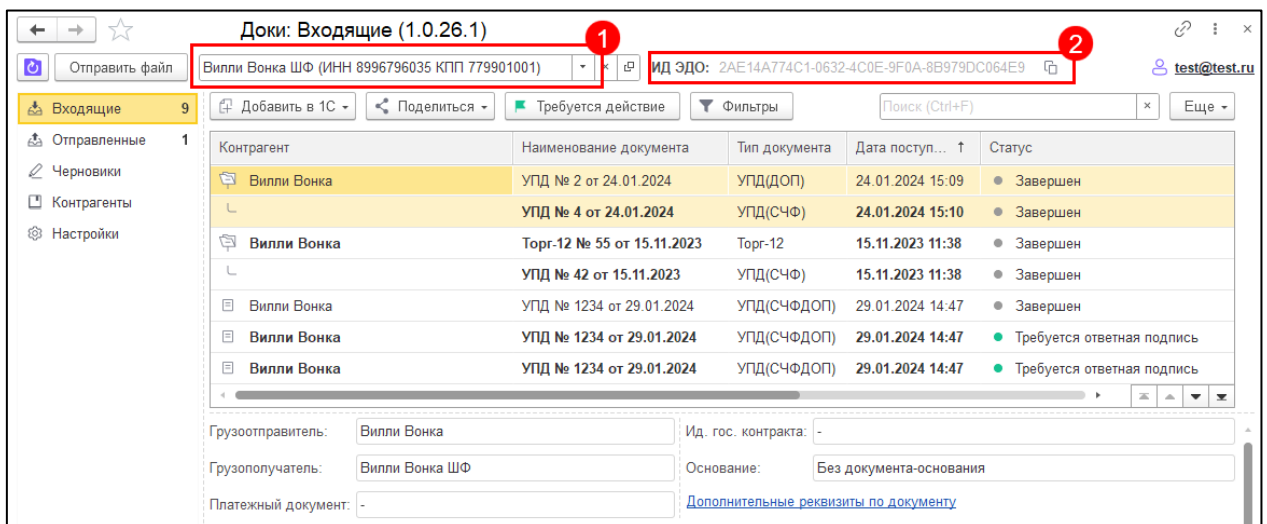 Доки: Входящие (1.0.26.1)
1
2
Отправить файл
Вилли Вонка ШФ (ИНН 8996796035 КПП 779901001)
ИД ЭДО: 2AE14A774C1-0632-4C0E-9F0A-8B979DC064E9
test@test.ru
Входящие 9
Отправленные 1
Черновики
Контрагенты
Настройки
Добавить в 1С
Поделиться
Требуется действие
Фильтры
Поиск (Ctrl+F)
Еще
Контрагент Наименование документа Тип документа Дата поступ... ↑ Статус
Вилли Вонка УПД № 2 от 24.01.2024 УПД(ДОП) 24.01.2024 15:09 Завершен
УПД № 4 от 24.01.2024 УПД(СЧФ) 24.01.2024 15:10 Завершен
Вилли Вонка Торг-12 № 55 от 15.11.2023 Торг-12 15.11.2023 11:38 Завершен
УПД № 42 от 15.11.2023 УПД(СЧФ) 15.11.2023 11:38 Завершен
Вилли Вонка УПД № 1234 от 29.01.2024 УПД(СЧФДОП) 29.01.2024 14:47 Завершен
Вилли Вонка УПД № 1234 от 29.01.2024 УПД(СЧФДОП) 29.01.2024 14:47 Требуется ответная подпись
Вилли Вонка УПД № 1234 от 29.01.2024 УПД(СЧФДОП) 29.01.2024 14:47 Требуется ответная подпись
Грузоотправитель: Вилли Вонка Ид. гос. контракта: -
Грузополучатель: Вилли Вонка ШФ Основание: Без документа-основания
Платежный документ: - Дополнительные реквизиты по документу